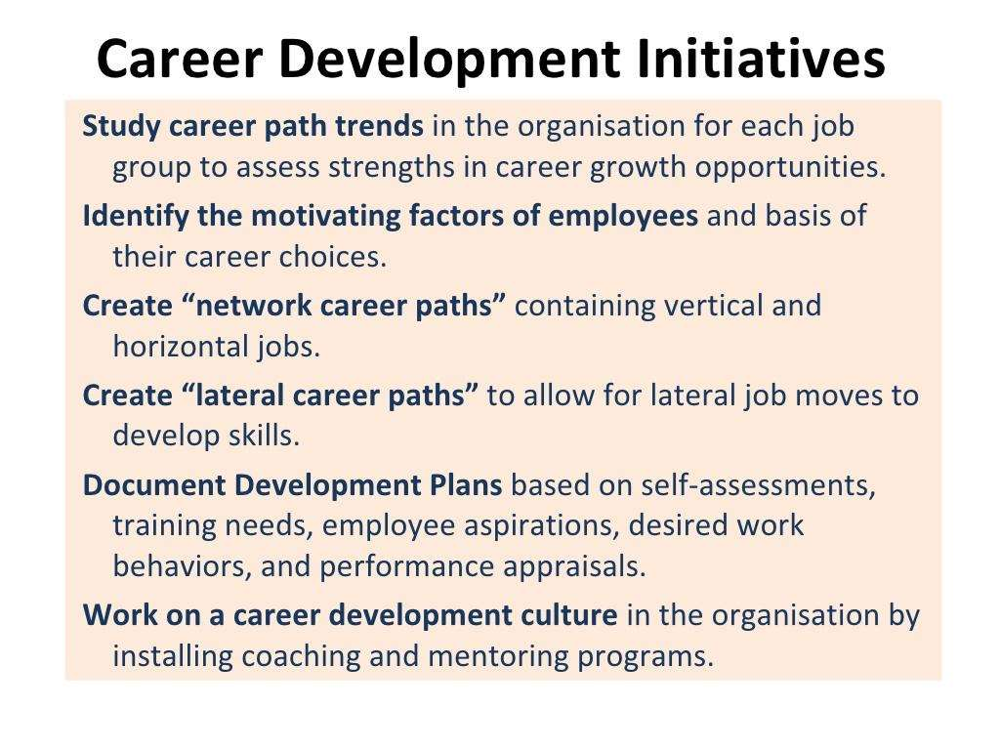 Career Development Initiatives
Study career path trends in the organisation for each job
group to assess strengths in career growth opportunities.
Identify the motivating factors of employees and basis of
their career choices.
Create “network career paths” containing vertical and
horizontal jobs.
Create “lateral career paths” to allow for lateral job moves to
develop skills.
Document Development Plans based on self-assessments,
training needs, employee aspirations, desired work
behaviors, and performance appraisals.
Work on a career development culture in the organisation by
installing coaching and mentoring programs.